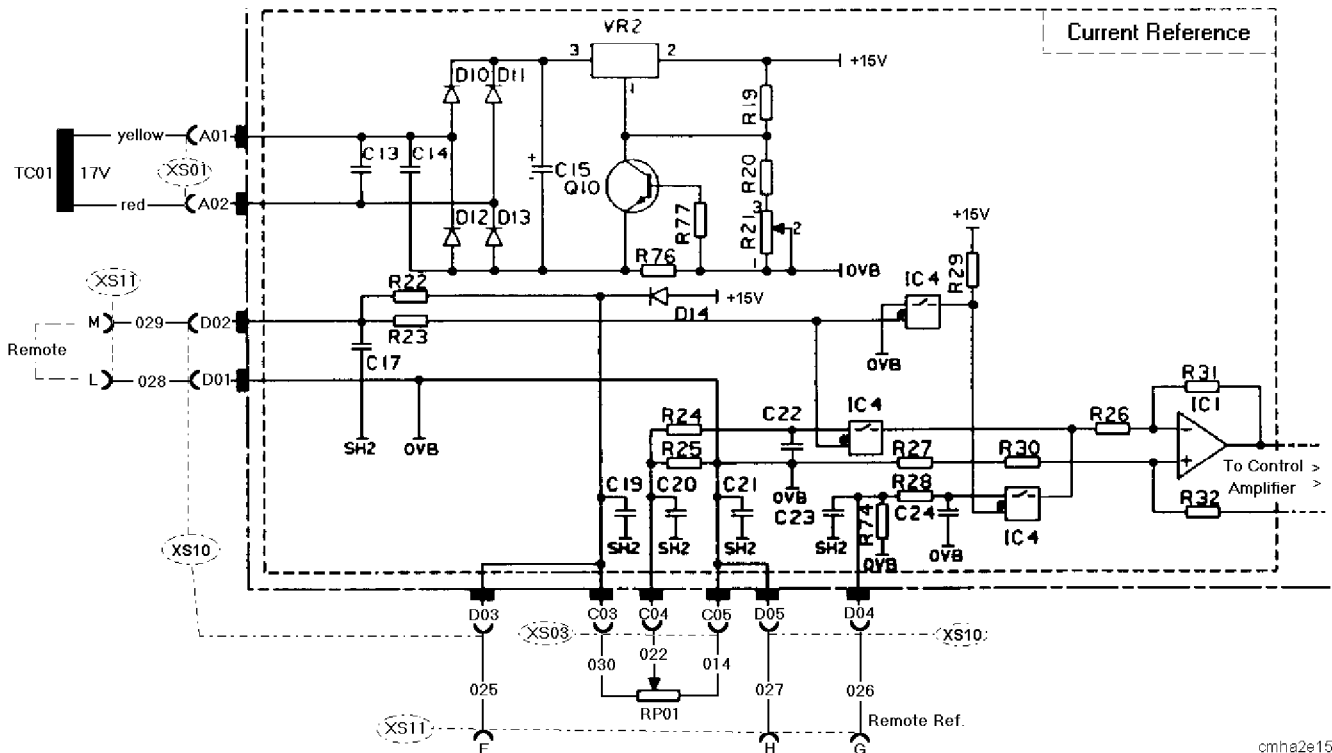 Current Reference
VR2
3
2
1
+15V
D10
D11
R19
yellow
A01
TC01
17V
XS01
C13
C14
C15
+
-
Q10
R20
red
A02
D12
D13
R77
R21
3
2
1
+15V
R76
0VB
R29
XS11
R22
+15V
IC4
M
029
D02
R23
D14
Remote
C17
0VB
L
028
D01
R31
IC1
SH2
0VB
R24
C22
IC4
R26
-
R25
R27
R30
+
To Control >
Amplifier >
C19
C20
C21
0VB
R28
R32
C23
R74
C24
SH2
SH2
SH2
SH2
0VB
0VB
IC4
XS10
D03
C03
C04
C05
D05
D04
XS03
XS10
030
022
014
025
027
026
RP01
XS11
Remote Ref.
F
H
G
cmha2e15